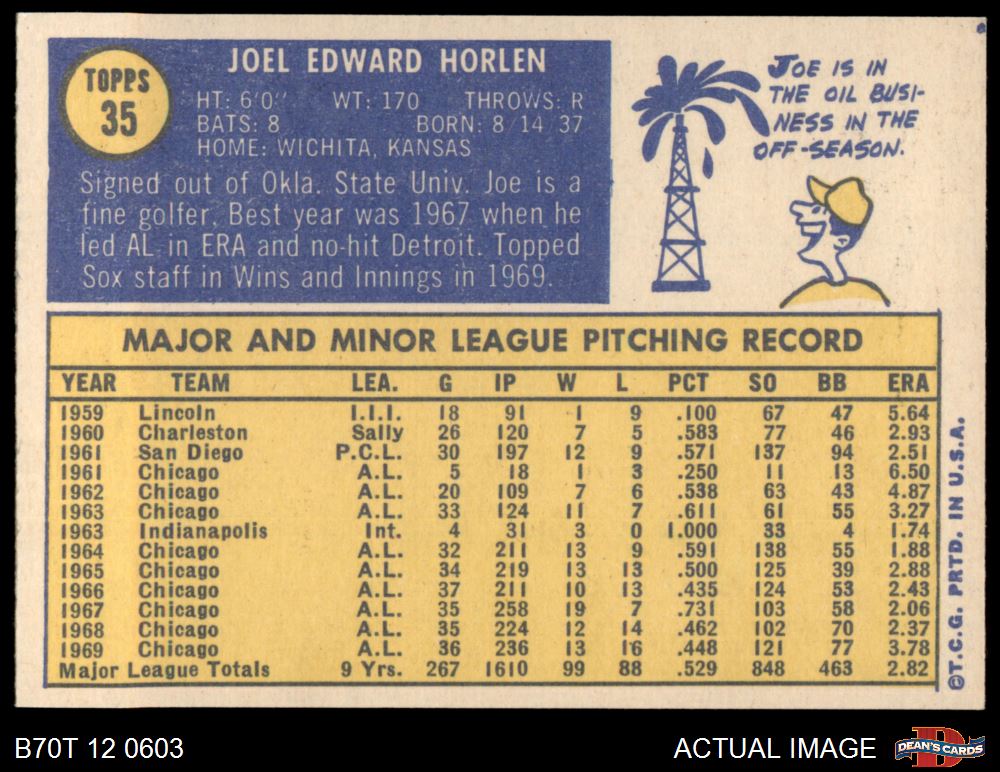 TOPPS
35
JOEL EDWARD HORLEN
HT: 6'0" WT: 170 THROWS: R
BATS: 8 BORN: 8/14/37
HOME: WICHITA, KANSAS
Signed out of Okla. State Univ. Joe is a
fine golfer. Best year was 1967 when he
led AL in ERA and no-hit Detroit. Topped
Sox staff in Wins and Innings in 1969.
JOE IS IN
THE OIL BUSI-
NESS IN THE
OFF-SEASON.
MAJOR AND MINOR LEAGUE PITCHING RECORD
YEAR TEAM LEA. G IP W L PCT SO BB ERA
1959 Lincoln I.I.I. 18 91 1 9 .100 67 47 5.64
1960 Charleston Sally 26 120 7 5 .583 77 46 2.93
1961 San Diego P.C.L. 30 197 12 9 .571 137 94 2.51
1961 Chicago A.L. 5 18 1 3 .250 11 13 6.50
1962 Chicago A.L. 20 109 7 6 .538 63 43 4.87
1963 Chicago A.L. 33 124 11 7 .611 61 55 3.27
1963 Indianapolis Int. 4 31 3 0 1.000 33 4 1.74
1964 Chicago A.L. 32 211 13 9 .591 138 55 1.88
1965 Chicago A.L. 34 219 13 13 .500 125 39 2.88
1966 Chicago A.L. 37 211 10 13 .435 124 53 2.43
1967 Chicago A.L. 35 258 19 7 .731 103 58 2.06
1968 Chicago A.L. 35 224 12 14 .462 102 70 2.37
1969 Chicago A.L. 36 236 13 16 .448 121 77 3.78
Major League Totals 9 Yrs. 267 1610 99 88 .529 848 463 2.82
©T.C.G. PRTD. IN U.S.A.
B70T 12 0603
ACTUAL IMAGE
DEAN'S CARDS